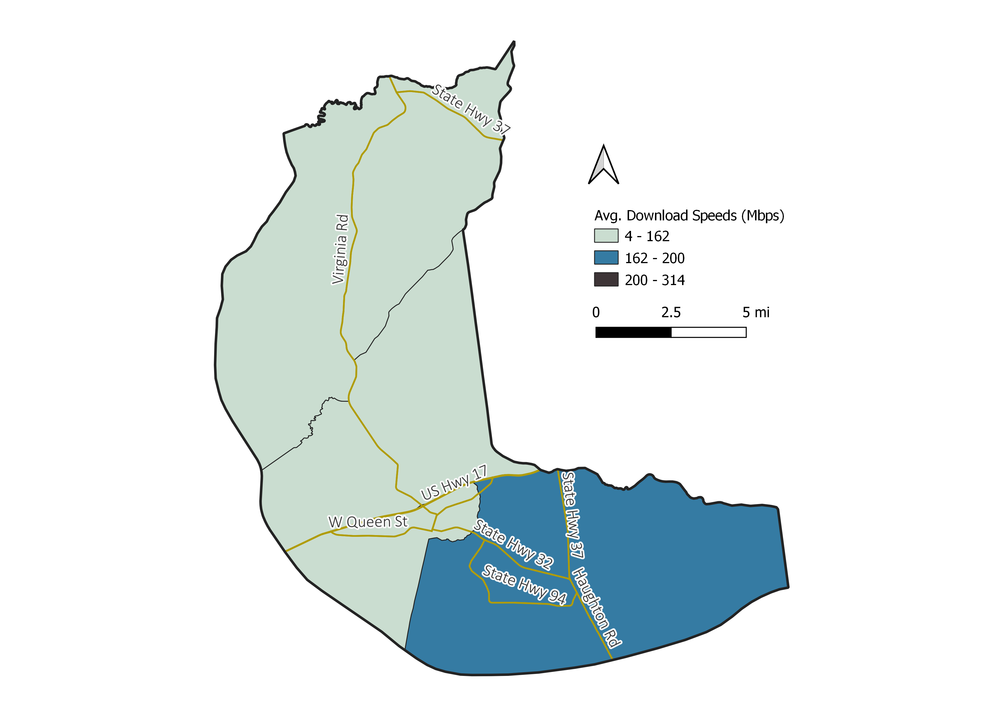 State Hwy 37
Virginia Rd
Avg. Download Speeds (Mbps)
4 - 162
162 - 200
200 - 314
0 2.5 5 mi
US Hwy 17
W Queen St
State Hwy 37
State Hwy 32
State Hwy 94
Haughton Rd